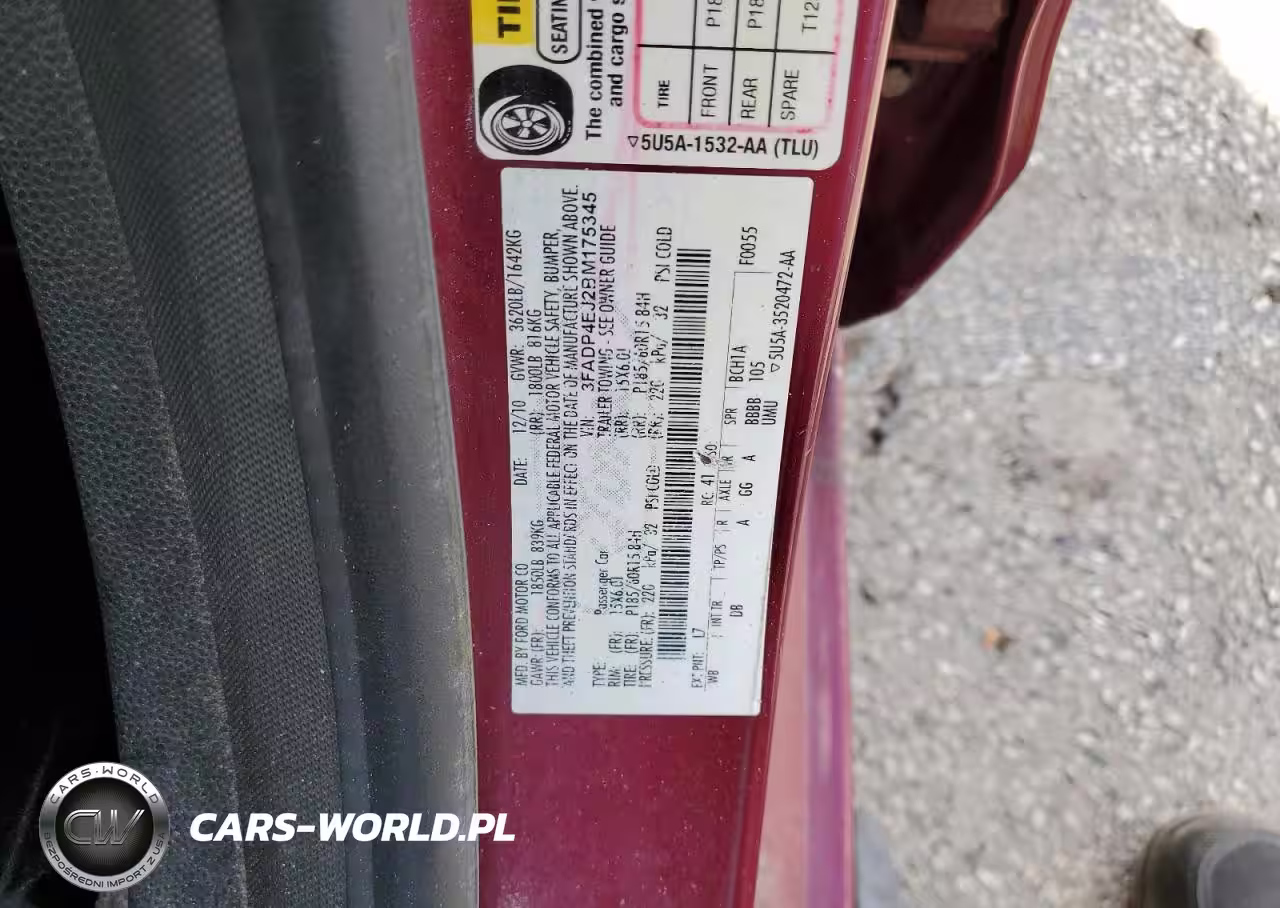 TIRE
FRONT P18
REAR P18
SPARE T12
SEATIN
The combined
and cargo s
▽5U5A-1532-AA (TLU)
MFD. BY FORD MOTOR CO DATE: 12/10 GVWR: 3620LB/1642KG
GAWR (FR): 1850LB 839KG (RR): 1800LB 816KG
THIS VEHICLE CONFORMS TO ALL APPLICABLE FEDERAL MOTOR VEHICLE SAFETY, BUMPER,
AND THEFT PREVENTION STANDARDS IN EFFECT ON THE DATE OF MANUFACTURE SHOWN ABOVE.
VIN: 3FADP4EJ2BM175345
TYPE: Passenger Car TRAILER TOWING - SEE OWNER GUIDE
RIM: (FR): 15X6.0J (RR): 15X6.0J
TIRE: (FR): P185/60R15 84H (RR): P185/60R15 84H
PRESSURE: (FR): 220 kPa/ 32 PSI COLD (RR): 220 kPa/ 32 PSI COLD
EXT PNT: L7 RC: 41 DSO: F0055
WB INT TR TP/PS R AXLE TR SPR BCH1A
DB A GG A BBBB 105
UMU ▽5U5A-3520472-AA
CARS-WORLD
CW
BEZPOŚREDNI IMPORT Z USA
CARS-WORLD.PL